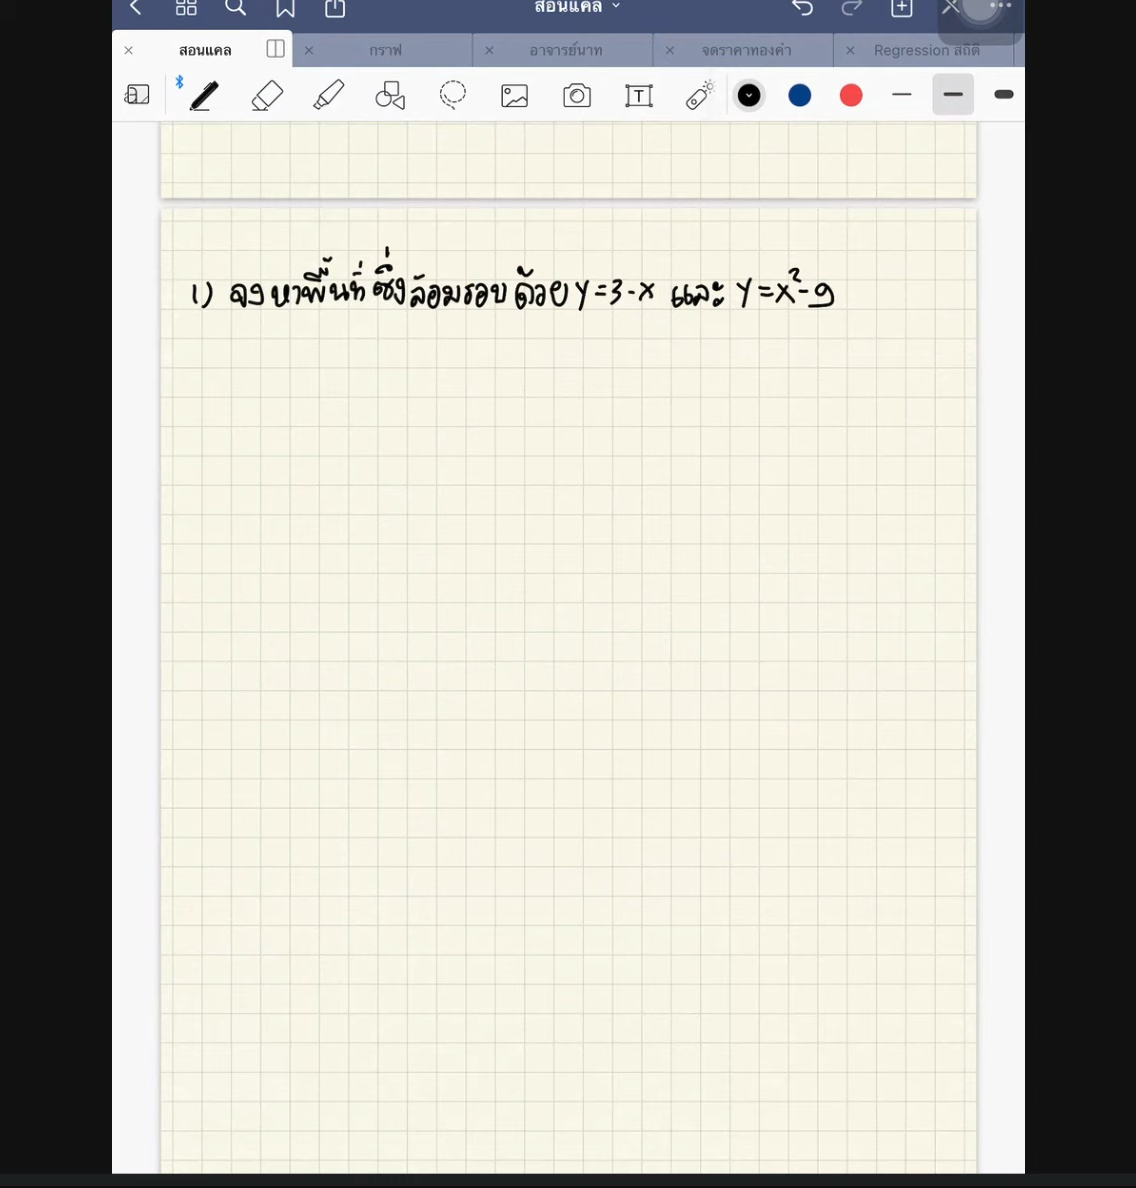 สอนแคล
สอนแคล
กราฟ
อาจารย์นาท
จดราคาทองคำ
Regression สถิติ
T
1) จงหาพื้นที่ซึ่งล้อมรอบด้วย y=3-x และ y=x²-9